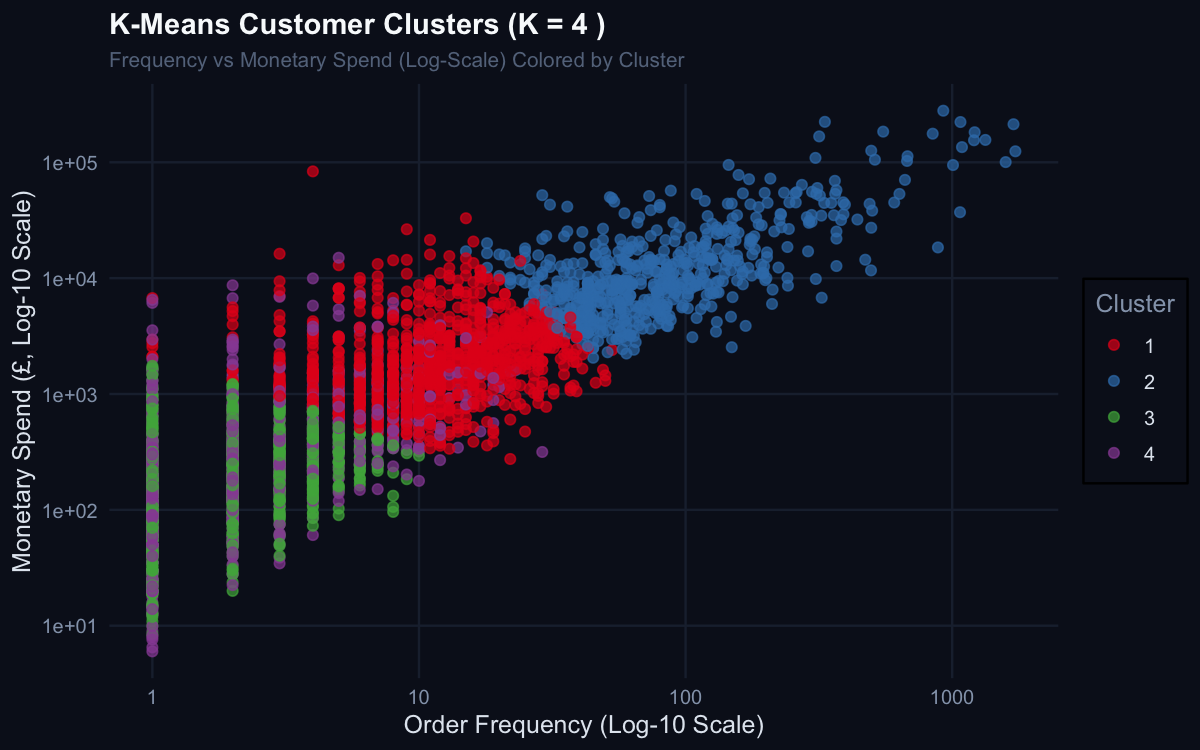 K-Means Customer Clusters (K = 4 )
Frequency vs Monetary Spend (Log-Scale) Colored by Cluster
Monetary Spend (£, Log-10 Scale)
1e+05
1e+04
1e+03
1e+02
1e+01
1
10
100
1000
Order Frequency (Log-10 Scale)
Cluster
1
2
3
4